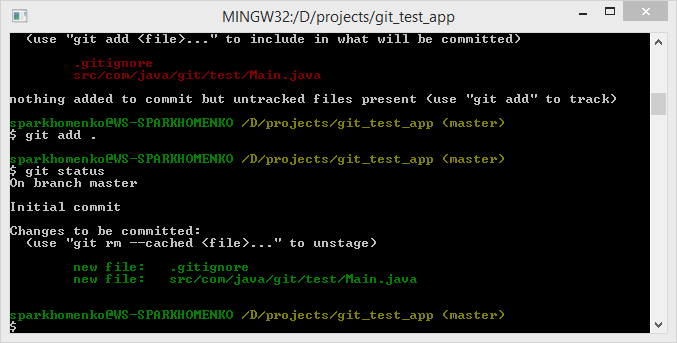 MINGW32:/D/projects/git_test_app
(use "git add <file>..." to include in what will be committed)
.gitignore
src/com/java/git/test/Main.java
nothing added to commit but untracked files present (use "git add" to track)
sparkhomenko@WS-SPARKHOMENKO /D/projects/git_test_app (master)
$ git add .
sparkhomenko@WS-SPARKHOMENKO /D/projects/git_test_app (master)
$ git status
On branch master
Initial commit
Changes to be committed:
(use "git rm --cached <file>..." to unstage)
new file:   .gitignore
new file:   src/com/java/git/test/Main.java
sparkhomenko@WS-SPARKHOMENKO /D/projects/git_test_app (master)
$